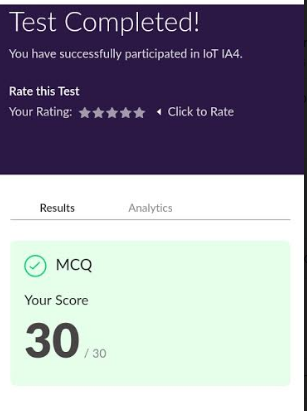 Test Completed!
You have successfully participated in IoT IA4.
Rate this Test
Your Rating: ★★★★★ ◂ Click to Rate
Results Analytics
MCQ
Your Score
30 / 30